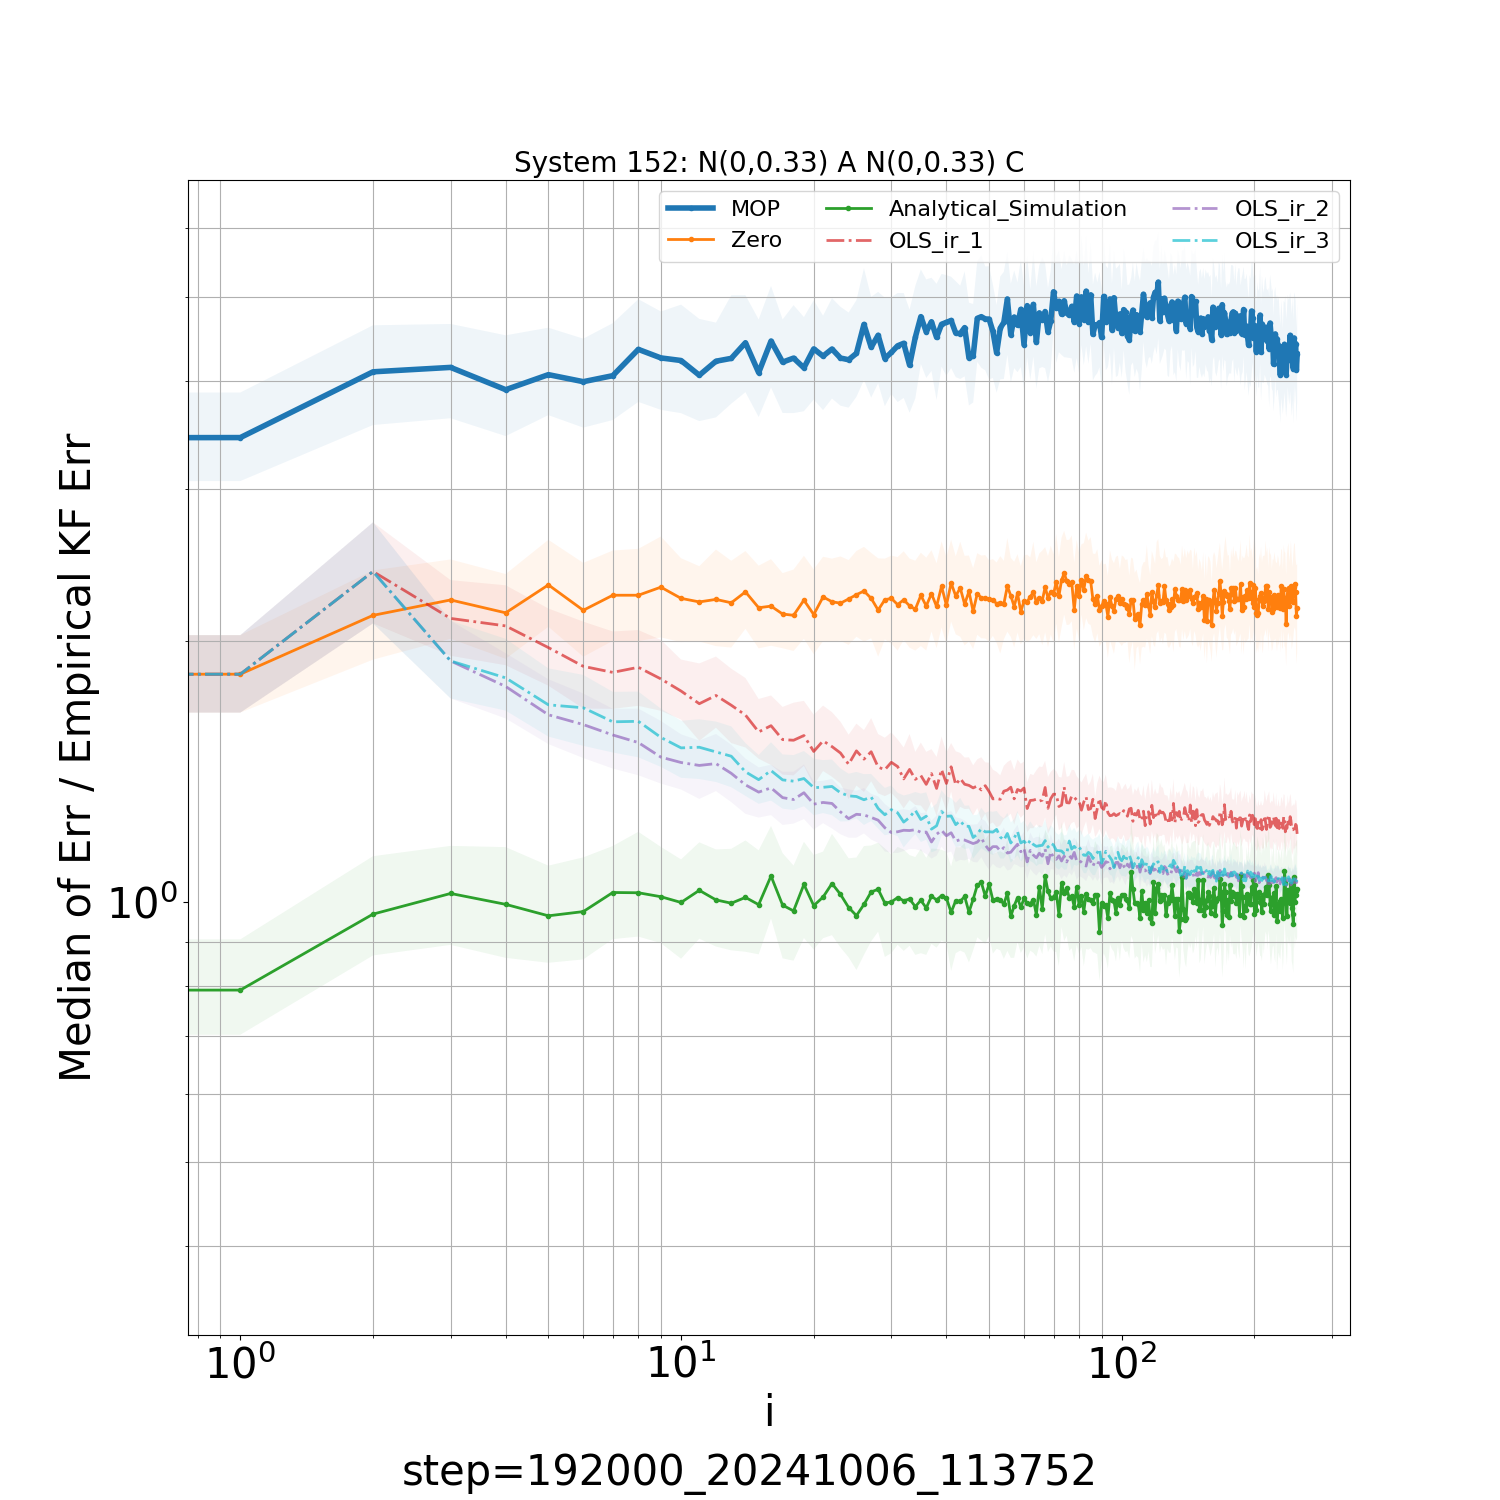 System 152: N(0,0.33) A N(0,0.33) C
MOP
Zero
Analytical_Simulation
OLS_ir_1
OLS_ir_2
OLS_ir_3
Median of Err / Empirical KF Err
10⁰
10⁰ 10¹ 10²
i
step=192000_20241006_113752